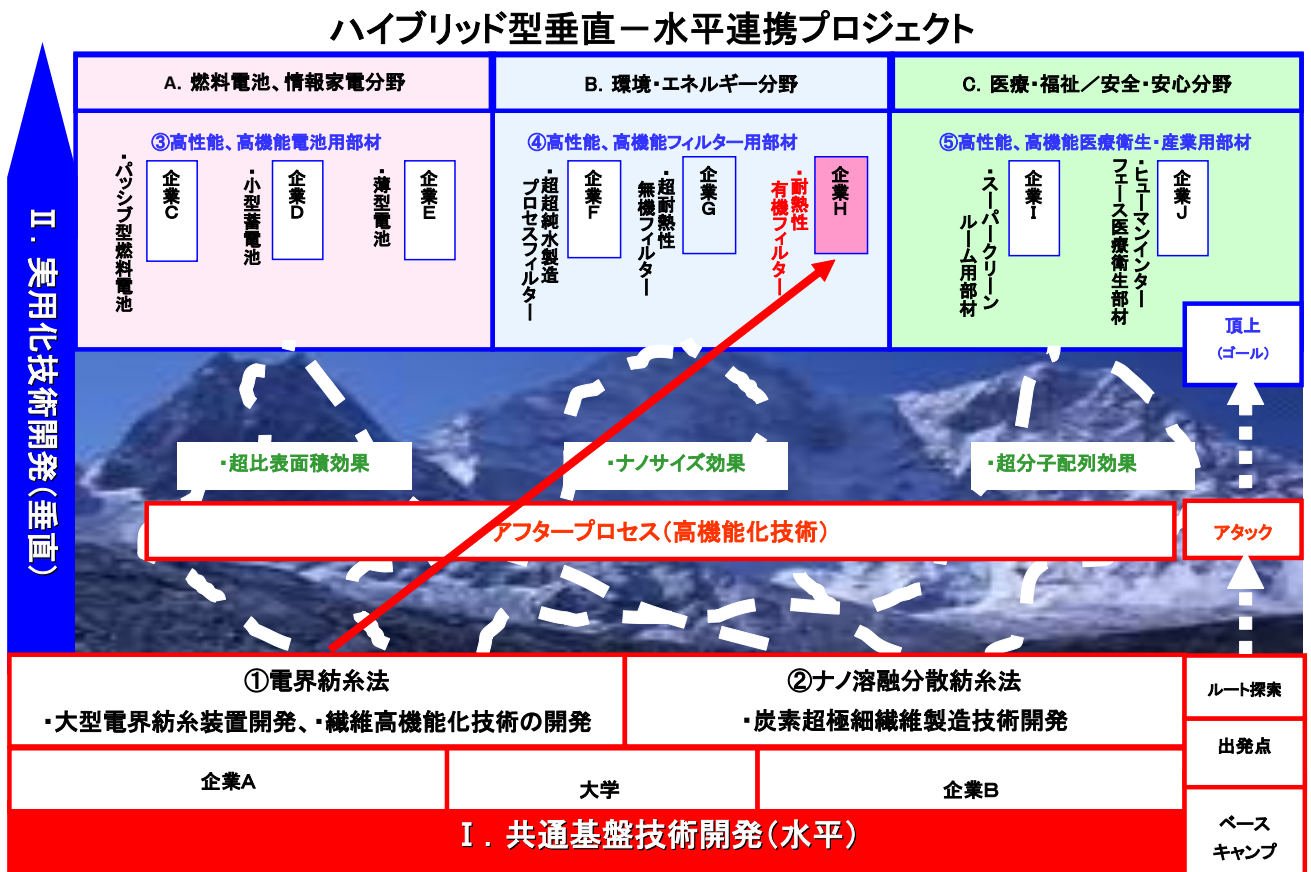 ハイブリッド型垂直－水平連携プロジェクト
A．燃料電池、情報家電分野
B．環境・エネルギー分野
C．医療・福祉／安全・安心分野
③高性能、高機能電池用部材
④高性能、高機能フィルター用部材
⑤高性能、高機能医療衛生・産業用部材
・パッシブ型燃料電池
企業C
・小型蓄電池
企業D
・薄型電池
企業E
・超超純水製造
プロセスフィルター
企業F
・超耐熱性
無機フィルター
企業G
・耐熱性
有機フィルター
企業H
・スーパークリーン
ルーム用部材
企業I
・ヒューマンインター
フェース医療衛生部材
企業J
Ⅱ．実用化技術開発（垂直）
頂上
（ゴール）
・超比表面積効果
・ナノサイズ効果
・超分子配列効果
アフタープロセス（高機能化技術）
アタック
①電界紡糸法
・大型電界紡糸装置開発、・繊維高機能化技術の開発
②ナノ溶融分散紡糸法
・炭素超極細繊維製造技術開発
ルート探索
出発点
企業A
大学
企業B
Ⅰ．共通基盤技術開発（水平）
ベース
キャンプ